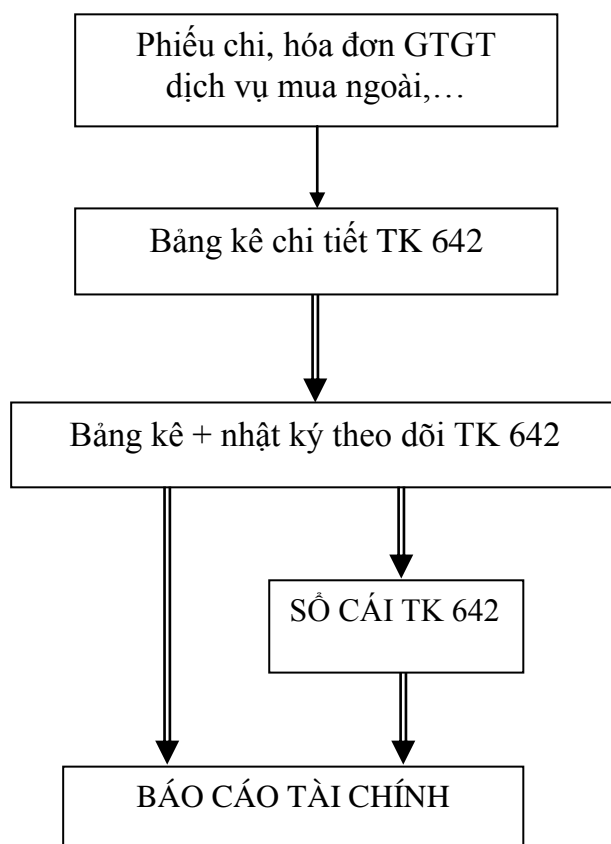 Phiếu chi, hóa đơn GTGT
dịch vụ mua ngoài,…
Bảng kê chi tiết TK 642
Bảng kê + nhật ký theo dõi TK 642
SỔ CÁI TK 642
BÁO CÁO TÀI CHÍNH